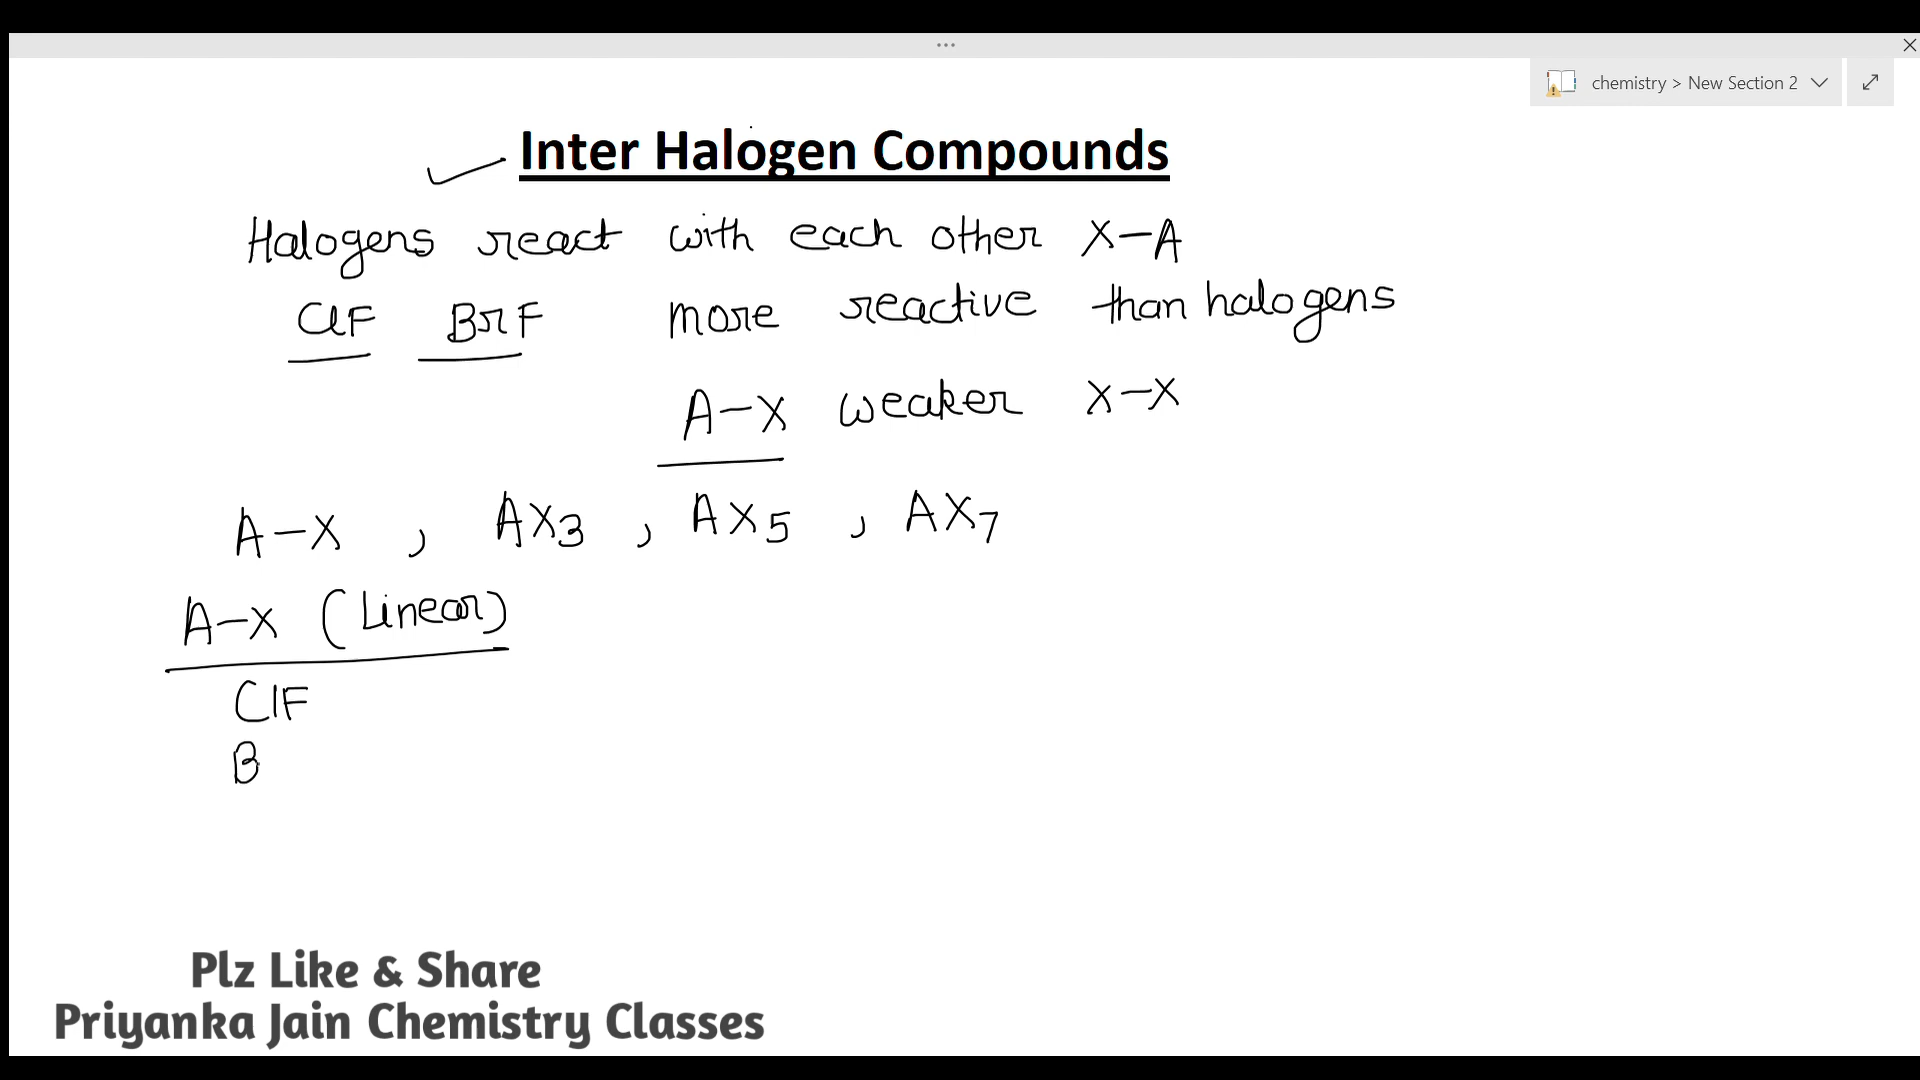 chemistry > New Section 2
Inter Halogen Compounds
Halogens react with each other X-A
ClF BrF more reactive than halogens
A-X weaker X-X
A-X , AX3 , AX5 , AX7
A-X (Linear)
ClF
B
Plz Like & Share
Priyanka Jain Chemistry Classes